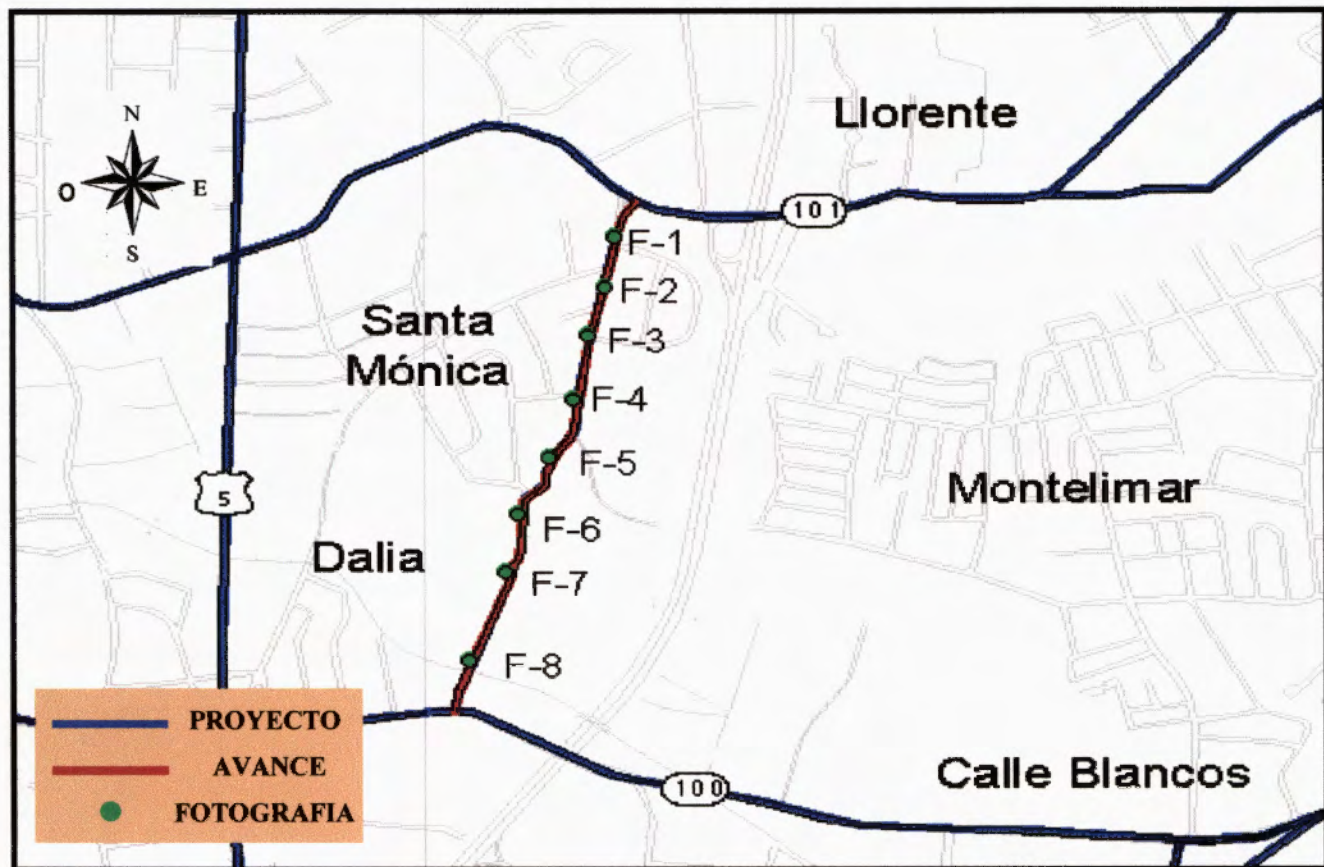 N
O
E
S
Llorente
101
F-1
F-2
Santa
Mónica
F-3
F-4
F-5
5
Montelimar
F-6
Dalia
F-7
F-8
PROYECTO
AVANCE
FOTOGRAFIA
100
Calle Blancos